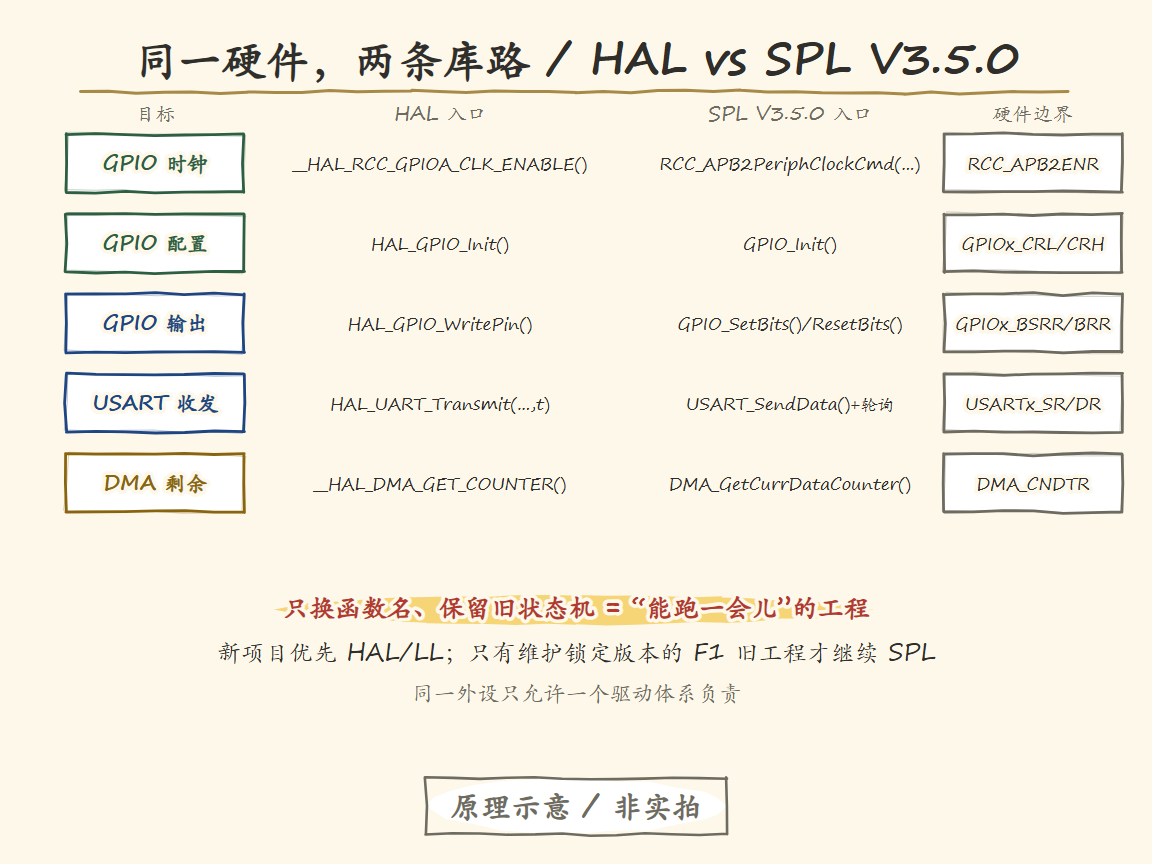 同一硬件，两条库路 / HAL vs SPL V3.5.0
目标 HAL 入口 SPL V3.5.0 入口 硬件边界
GPIO 时钟 __HAL_RCC_GPIOA_CLK_ENABLE() RCC_APB2PeriphClockCmd(...) RCC_APB2ENR
GPIO 配置 HAL_GPIO_Init() GPIO_Init() GPIOx_CRL/CRH
GPIO 输出 HAL_GPIO_WritePin() GPIO_SetBits()/ResetBits() GPIOx_BSRR/BRR
USART 收发 HAL_UART_Transmit(...,t) USART_SendData()+轮询 USARTx_SR/DR
DMA 剩余 __HAL_DMA_GET_COUNTER() DMA_GetCurrDataCounter() DMA_CNDTR
只换函数名、保留旧状态机 = “能跑一会儿”的工程
新项目优先 HAL/LL；只有维护锁定版本的 F1 旧工程才继续 SPL
同一外设只允许一个驱动体系负责
原理示意 / 非实拍